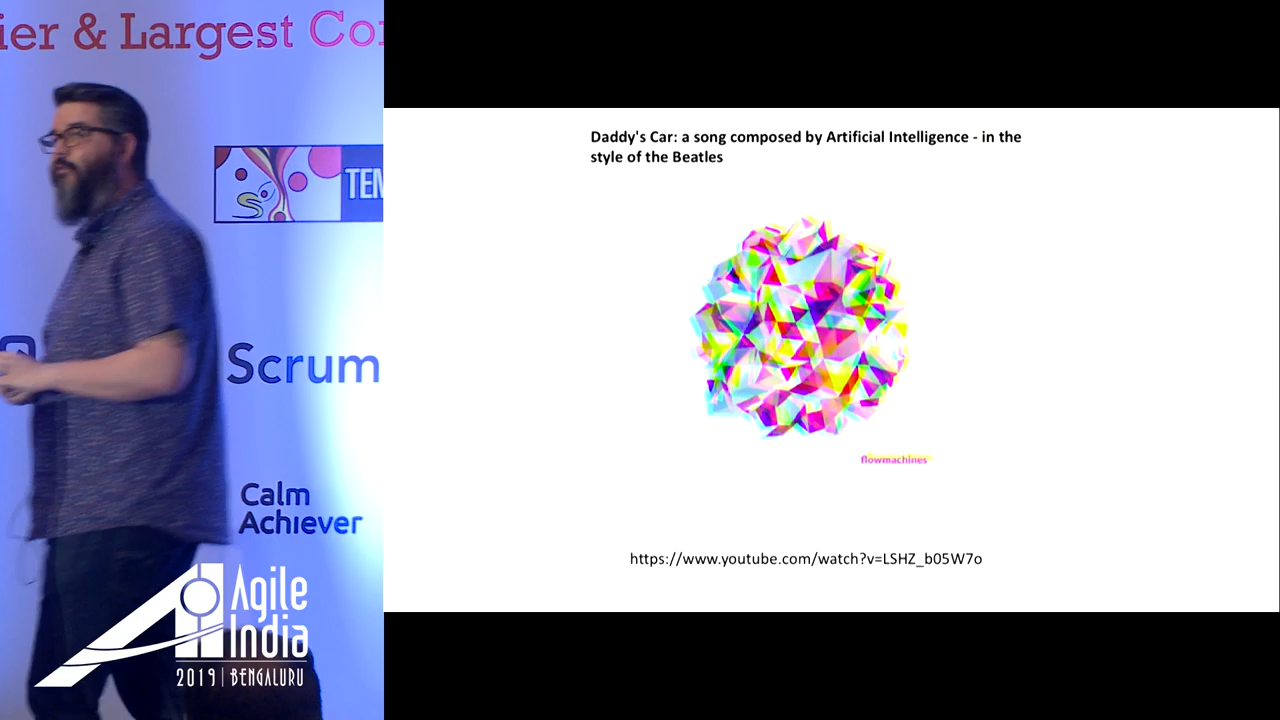 ier & Largest Co
TEM
Scrum
Calm
Achiever
Agile
India
2019 | BENGALURU
Daddy's Car: a song composed by Artificial Intelligence - in the
style of the Beatles
flowmachines
https://www.youtube.com/watch?v=LSHZ_b05W7o